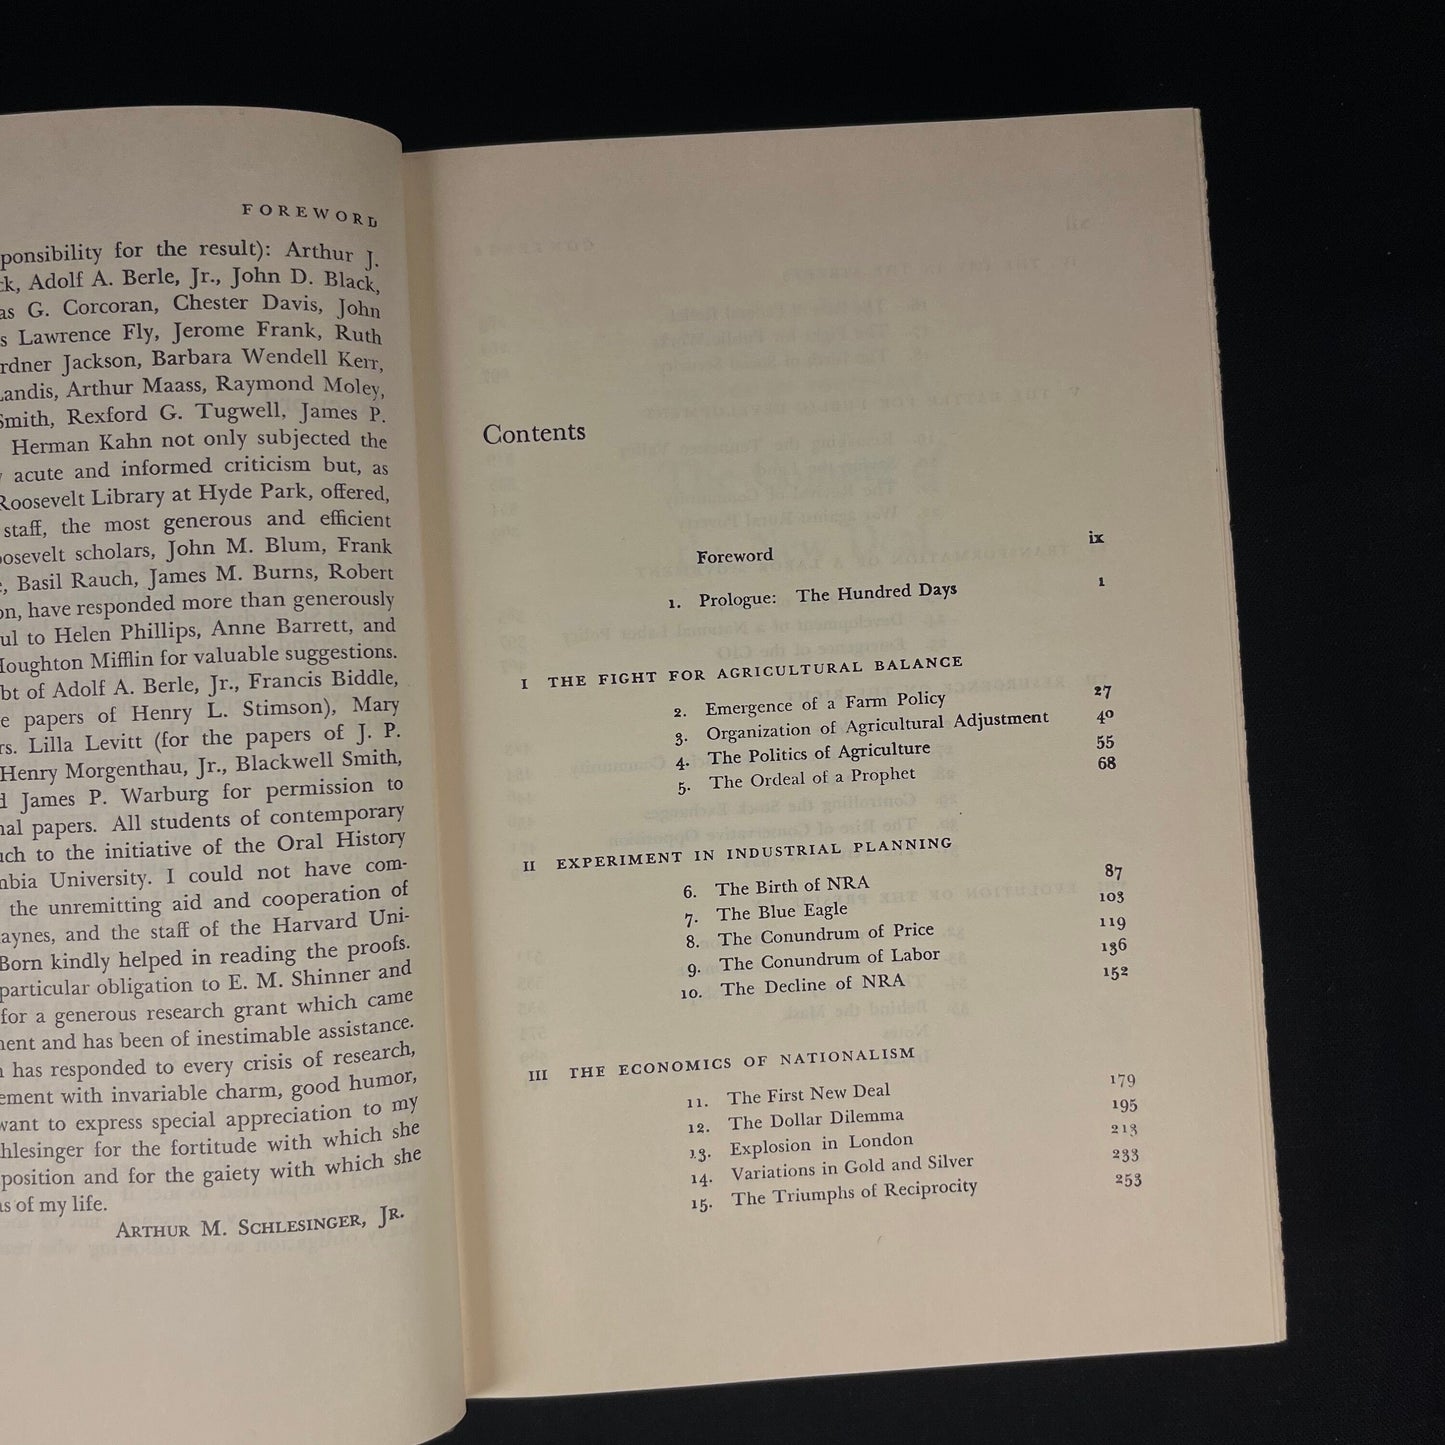 FOREWORD
ponsibility for the result): Arthur J.
ck, Adolf A. Berle, Jr., John D. Black,
as G. Corcoran, Chester Davis, John
s Lawrence Fly, Jerome Frank, Ruth
rdner Jackson, Barbara Wendell Kerr,
Landis, Arthur Maass, Raymond Moley,
Smith, Rexford G. Tugwell, James P.
Herman Kahn not only subjected the
acute and informed criticism but, as
Roosevelt Library at Hyde Park, offered,
staff, the most generous and efficient
oosevelt scholars, John M. Blum, Frank
e, Basil Rauch, James M. Burns, Robert
on, have responded more than generously
ul to Helen Phillips, Anne Barrett, and
Houghton Mifflin for valuable suggestions.
bt of Adolf A. Berle, Jr., Francis Biddle,
e papers of Henry L. Stimson), Mary
rs. Lilla Levitt (for the papers of J. P.
Henry Morgenthau, Jr., Blackwell Smith,
d James P. Warburg for permission to
nal papers. All students of contemporary
uch to the initiative of the Oral History
mbia University. I could not have com-
the unremitting aid and cooperation of
aynes, and the staff of the Harvard Uni-
Born kindly helped in reading the proofs.
particular obligation to E. M. Shinner and
for a generous research grant which came
ment and has been of inestimable assistance.
has responded to every crisis of research,
ement with invariable charm, good humor,
want to express special appreciation to my
chlesinger for the fortitude with which she
position and for the gaiety with which she
s of my life.
ARTHUR M. SCHLESINGER, JR.
Contents
Foreword ix
1. Prologue: The Hundred Days 1
I THE FIGHT FOR AGRICULTURAL BALANCE
2. Emergence of a Farm Policy 27
3. Organization of Agricultural Adjustment 40
4. The Politics of Agriculture 55
5. The Ordeal of a Prophet 68
II EXPERIMENT IN INDUSTRIAL PLANNING
6. The Birth of NRA 87
7. The Blue Eagle 103
8. The Conundrum of Price 119
9. The Conundrum of Labor 136
10. The Decline of NRA 152
III THE ECONOMICS OF NATIONALISM
11. The First New Deal 179
12. The Dollar Dilemma 195
13. Explosion in London 213
14. Variations in Gold and Silver 233
15. The Triumphs of Reciprocity 253